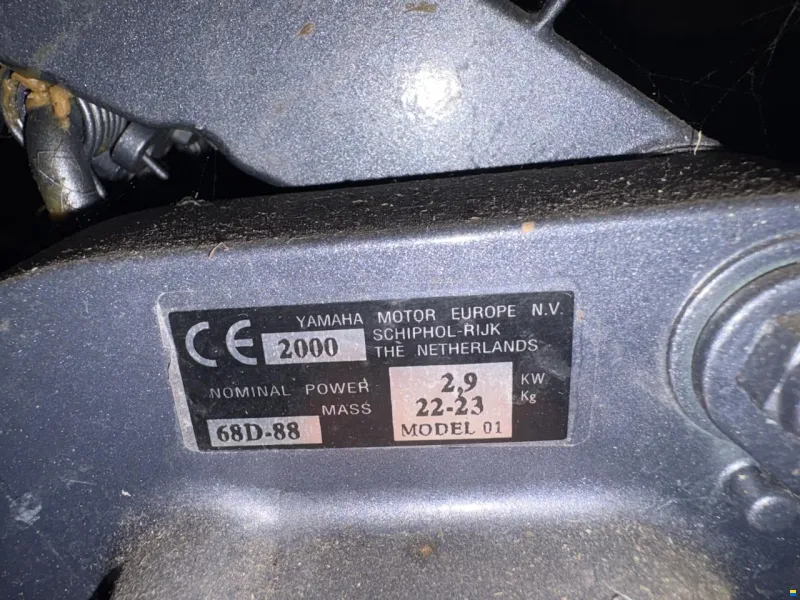 CE 2000
YAMAHA MOTOR EUROPE N.V.
SCHIPHOL-RIJK
THE NETHERLANDS
NOMINAL POWER 2,9 KW
MASS 22-23 Kg
68D-88 MODEL 01